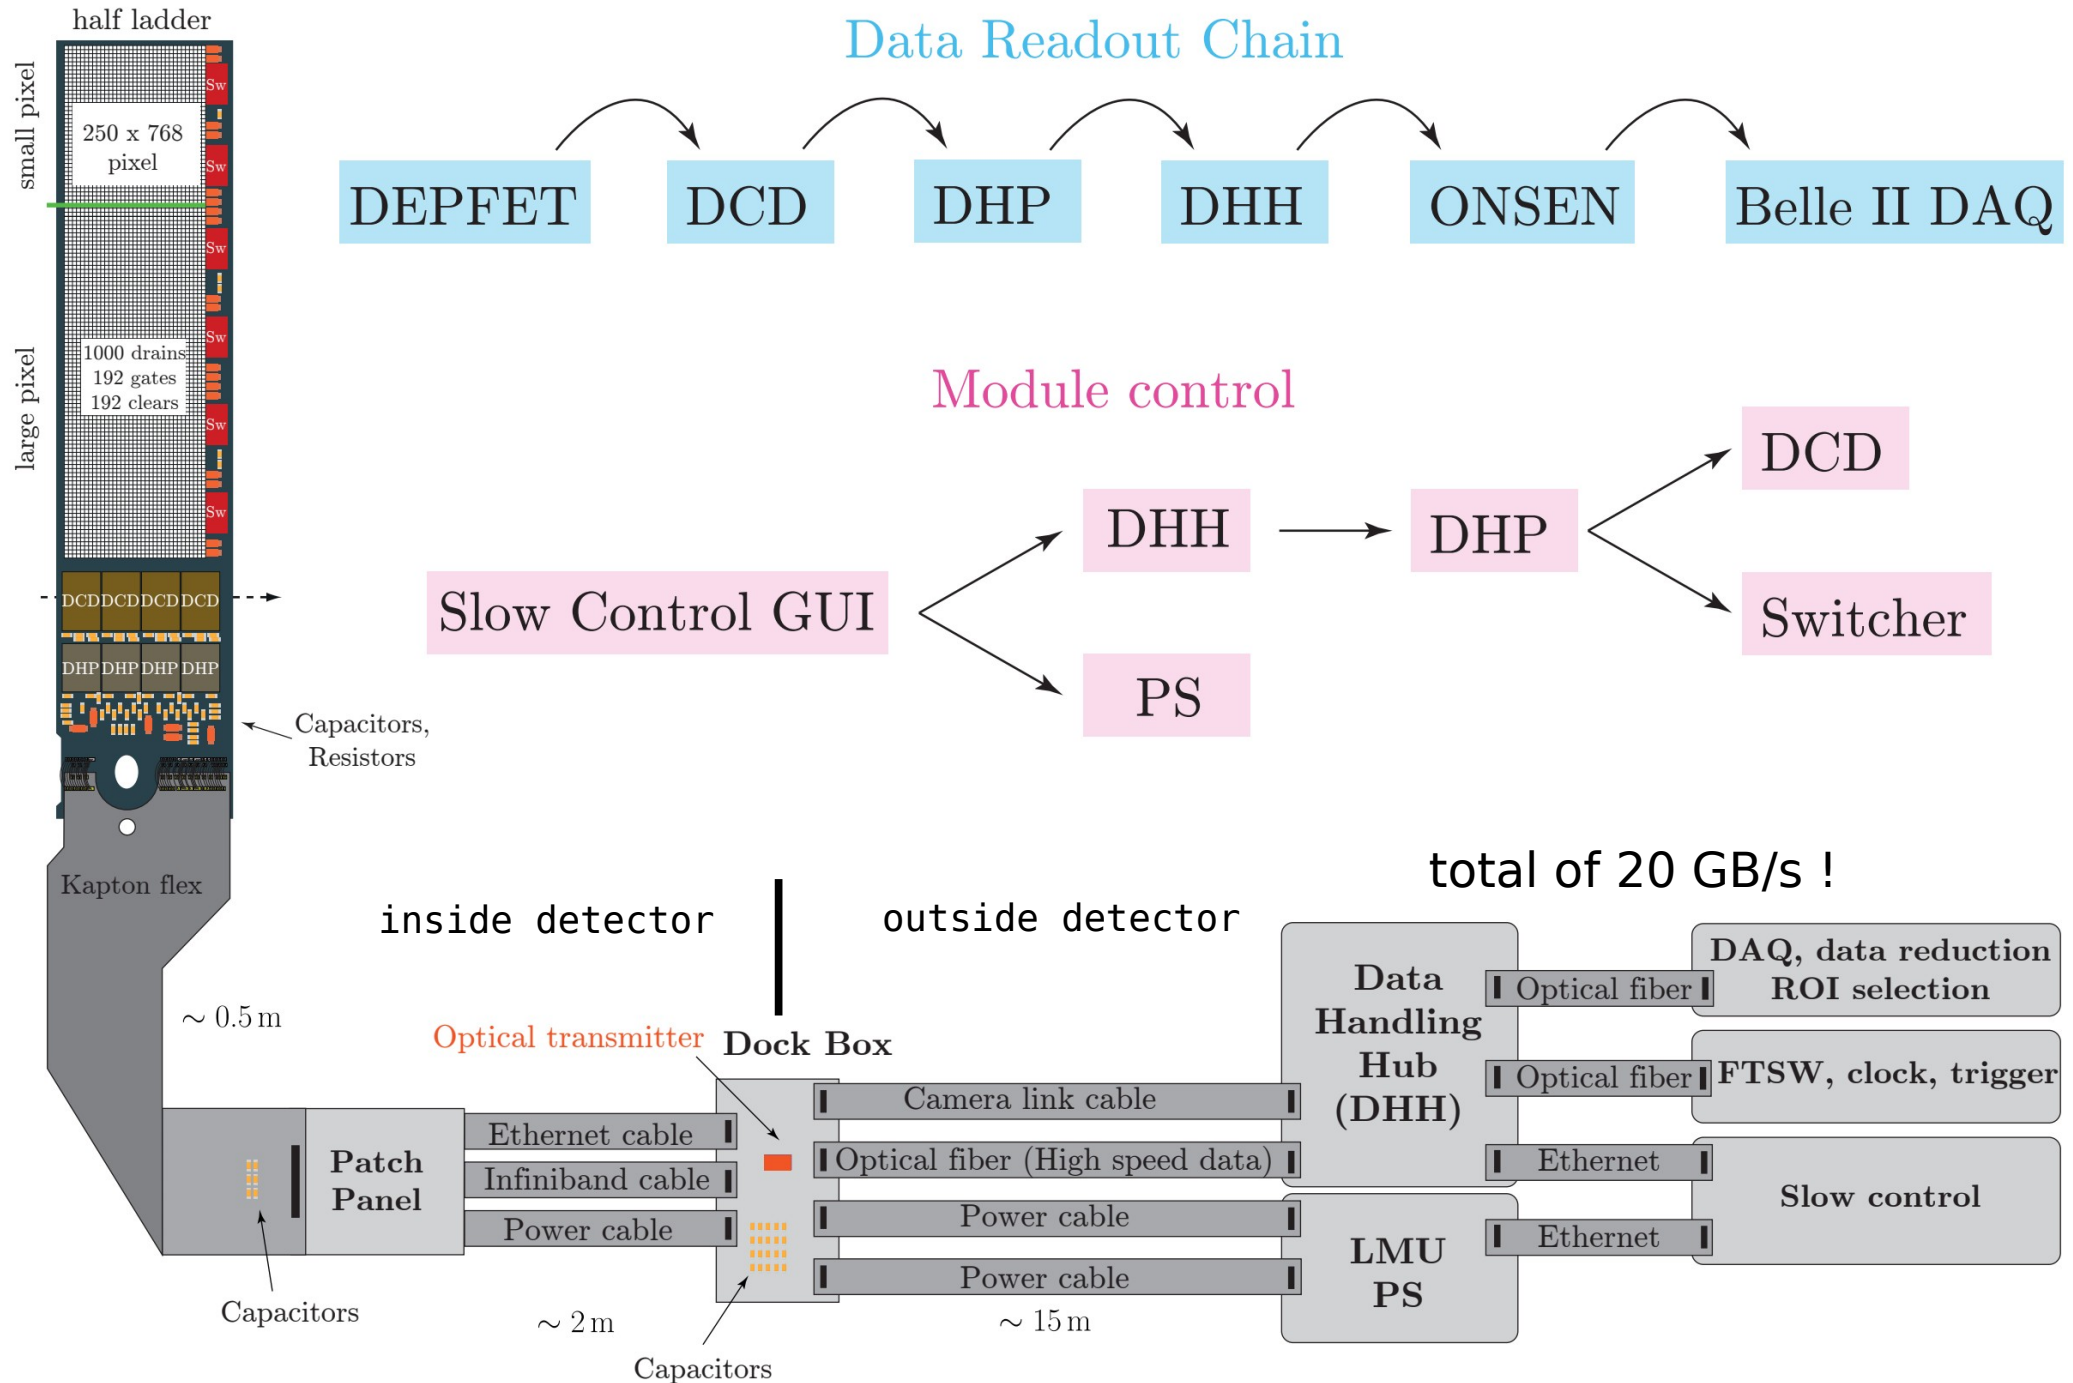 half ladder
small pixel
large pixel
Sw
250 x 768
pixel
Sw
Sw
Sw
1000 drains
192 gates
192 clears
Sw
Sw
DCD DCD DCD DCD
DHP DHP DHP DHP
Capacitors,
Resistors
Kapton flex
Data Readout Chain
DEPFET DCD DHP DHH ONSEN Belle II DAQ
Module control
DCD
DHH DHP
Slow Control GUI
Switcher
PS
total of 20 GB/s !
inside detector outside detector
~ 0.5 m
Optical transmitter
Dock Box
Patch
Panel
Capacitors
Ethernet cable
Infiniband cable
Power cable
~ 2 m
Capacitors
Camera link cable
Optical fiber (High speed data)
Power cable
Power cable
~ 15 m
Data
Handling
Hub
(DHH)
LMU
PS
Optical fiber
Optical fiber
Ethernet
Ethernet
DAQ, data reduction
ROI selection
FTSW, clock, trigger
Slow control